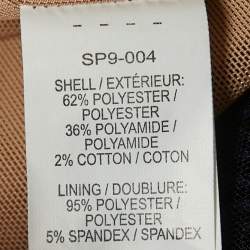 SP9-004
SHELL / EXTÉRIEUR:
62% POLYESTER /
POLYESTER
36% POLYAMIDE /
POLYAMIDE
2% COTTON / COTON
LINING / DOUBLURE:
95% POLYESTER /
POLYESTER
5% SPANDEX / SPANDEX